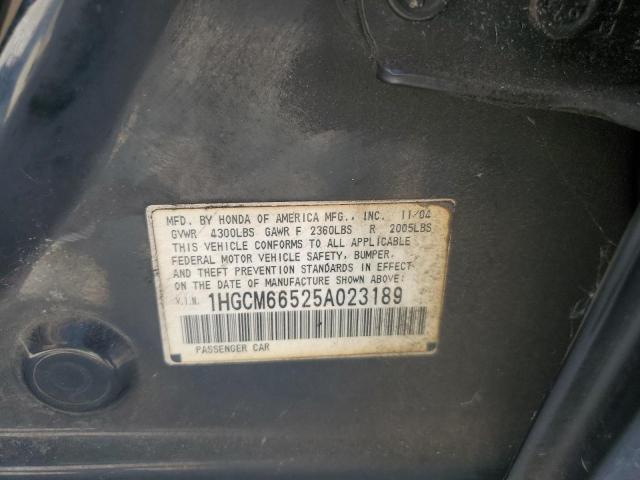 MFD. BY HONDA OF AMERICA MFG., INC. 11/04
GVWR 4300LBS GAWR F 2360LBS R 2005LBS
THIS VEHICLE CONFORMS TO ALL APPLICABLE
FEDERAL MOTOR VEHICLE SAFETY, BUMPER,
AND THEFT PREVENTION STANDARDS IN EFFECT
ON THE DATE OF MANUFACTURE SHOWN ABOVE.
V.I.N. 1HGCM66525A023189
PASSENGER CAR